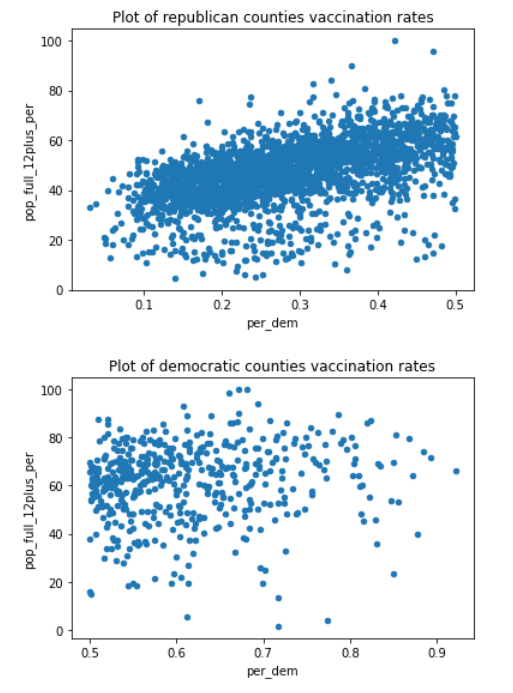 Plot of republican counties vaccination rates
100
80
60
40
20
0
pop_full_12plus_per
0.1 0.2 0.3 0.4 0.5
per_dem
Plot of democratic counties vaccination rates
100
80
60
40
20
0
pop_full_12plus_per
0.5 0.6 0.7 0.8 0.9
per_dem